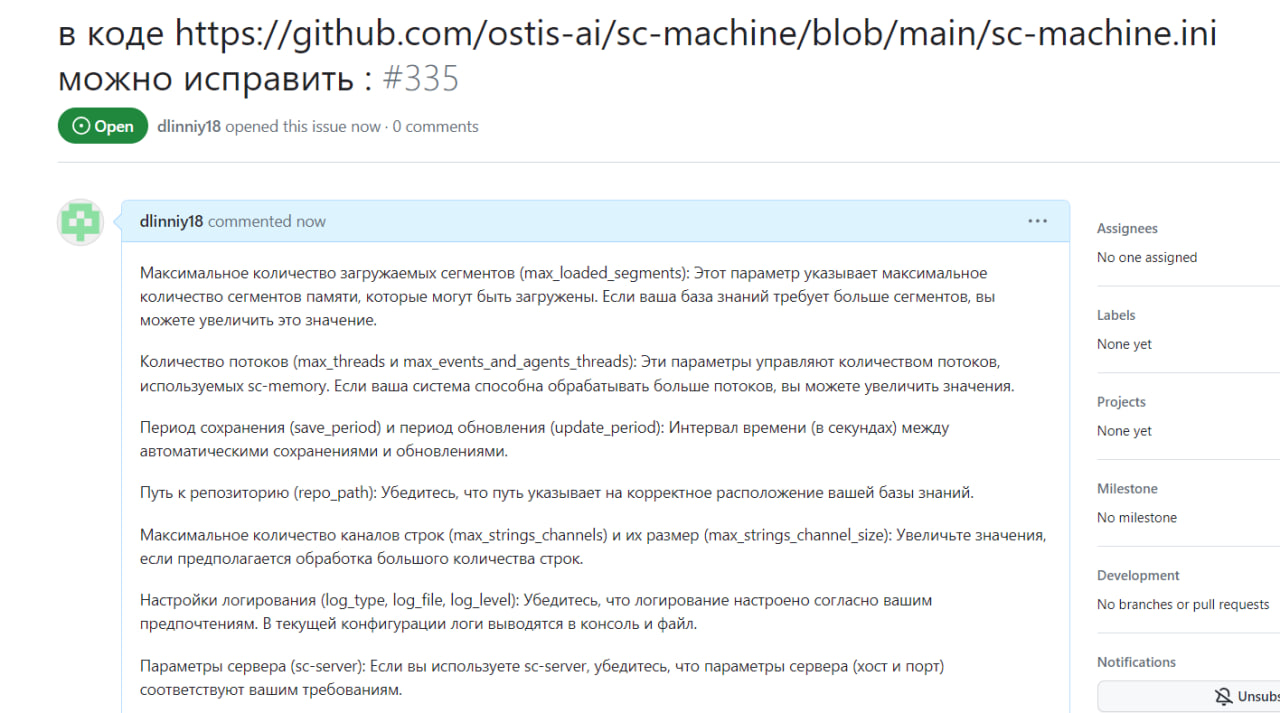 в коде https://github.com/ostis-ai/sc-machine/blob/main/sc-machine.ini
можно исправить : #335
Open
dlinniy18 opened this issue now · 0 comments
dlinniy18 commented now
Максимальное количество загружаемых сегментов (max_loaded_segments): Этот параметр указывает максимальное
количество сегментов памяти, которые могут быть загружены. Если ваша база знаний требует больше сегментов, вы
можете увеличить это значение.
Количество потоков (max_threads и max_events_and_agents_threads): Эти параметры управляют количеством потоков,
используемых sc-memory. Если ваша система способна обрабатывать больше потоков, вы можете увеличить значения.
Период сохранения (save_period) и период обновления (update_period): Интервал времени (в секундах) между
автоматическими сохранениями и обновлениями.
Путь к репозиторию (repo_path): Убедитесь, что путь указывает на корректное расположение вашей базы знаний.
Максимальное количество каналов строк (max_strings_channels) и их размер (max_strings_channel_size): Увеличьте значения,
если предполагается обработка большого количества строк.
Настройки логирования (log_type, log_file, log_level): Убедитесь, что логирование настроено согласно вашим
предпочтениям. В текущей конфигурации логи выводятся в консоль и файл.
Параметры сервера (sc-server): Если вы используете sc-server, убедитесь, что параметры сервера (хост и порт)
соответствуют вашим требованиям.
Assignees
No one assigned
Labels
None yet
Projects
None yet
Milestone
No milestone
Development
No branches or pull requests
Notifications
Unsubs